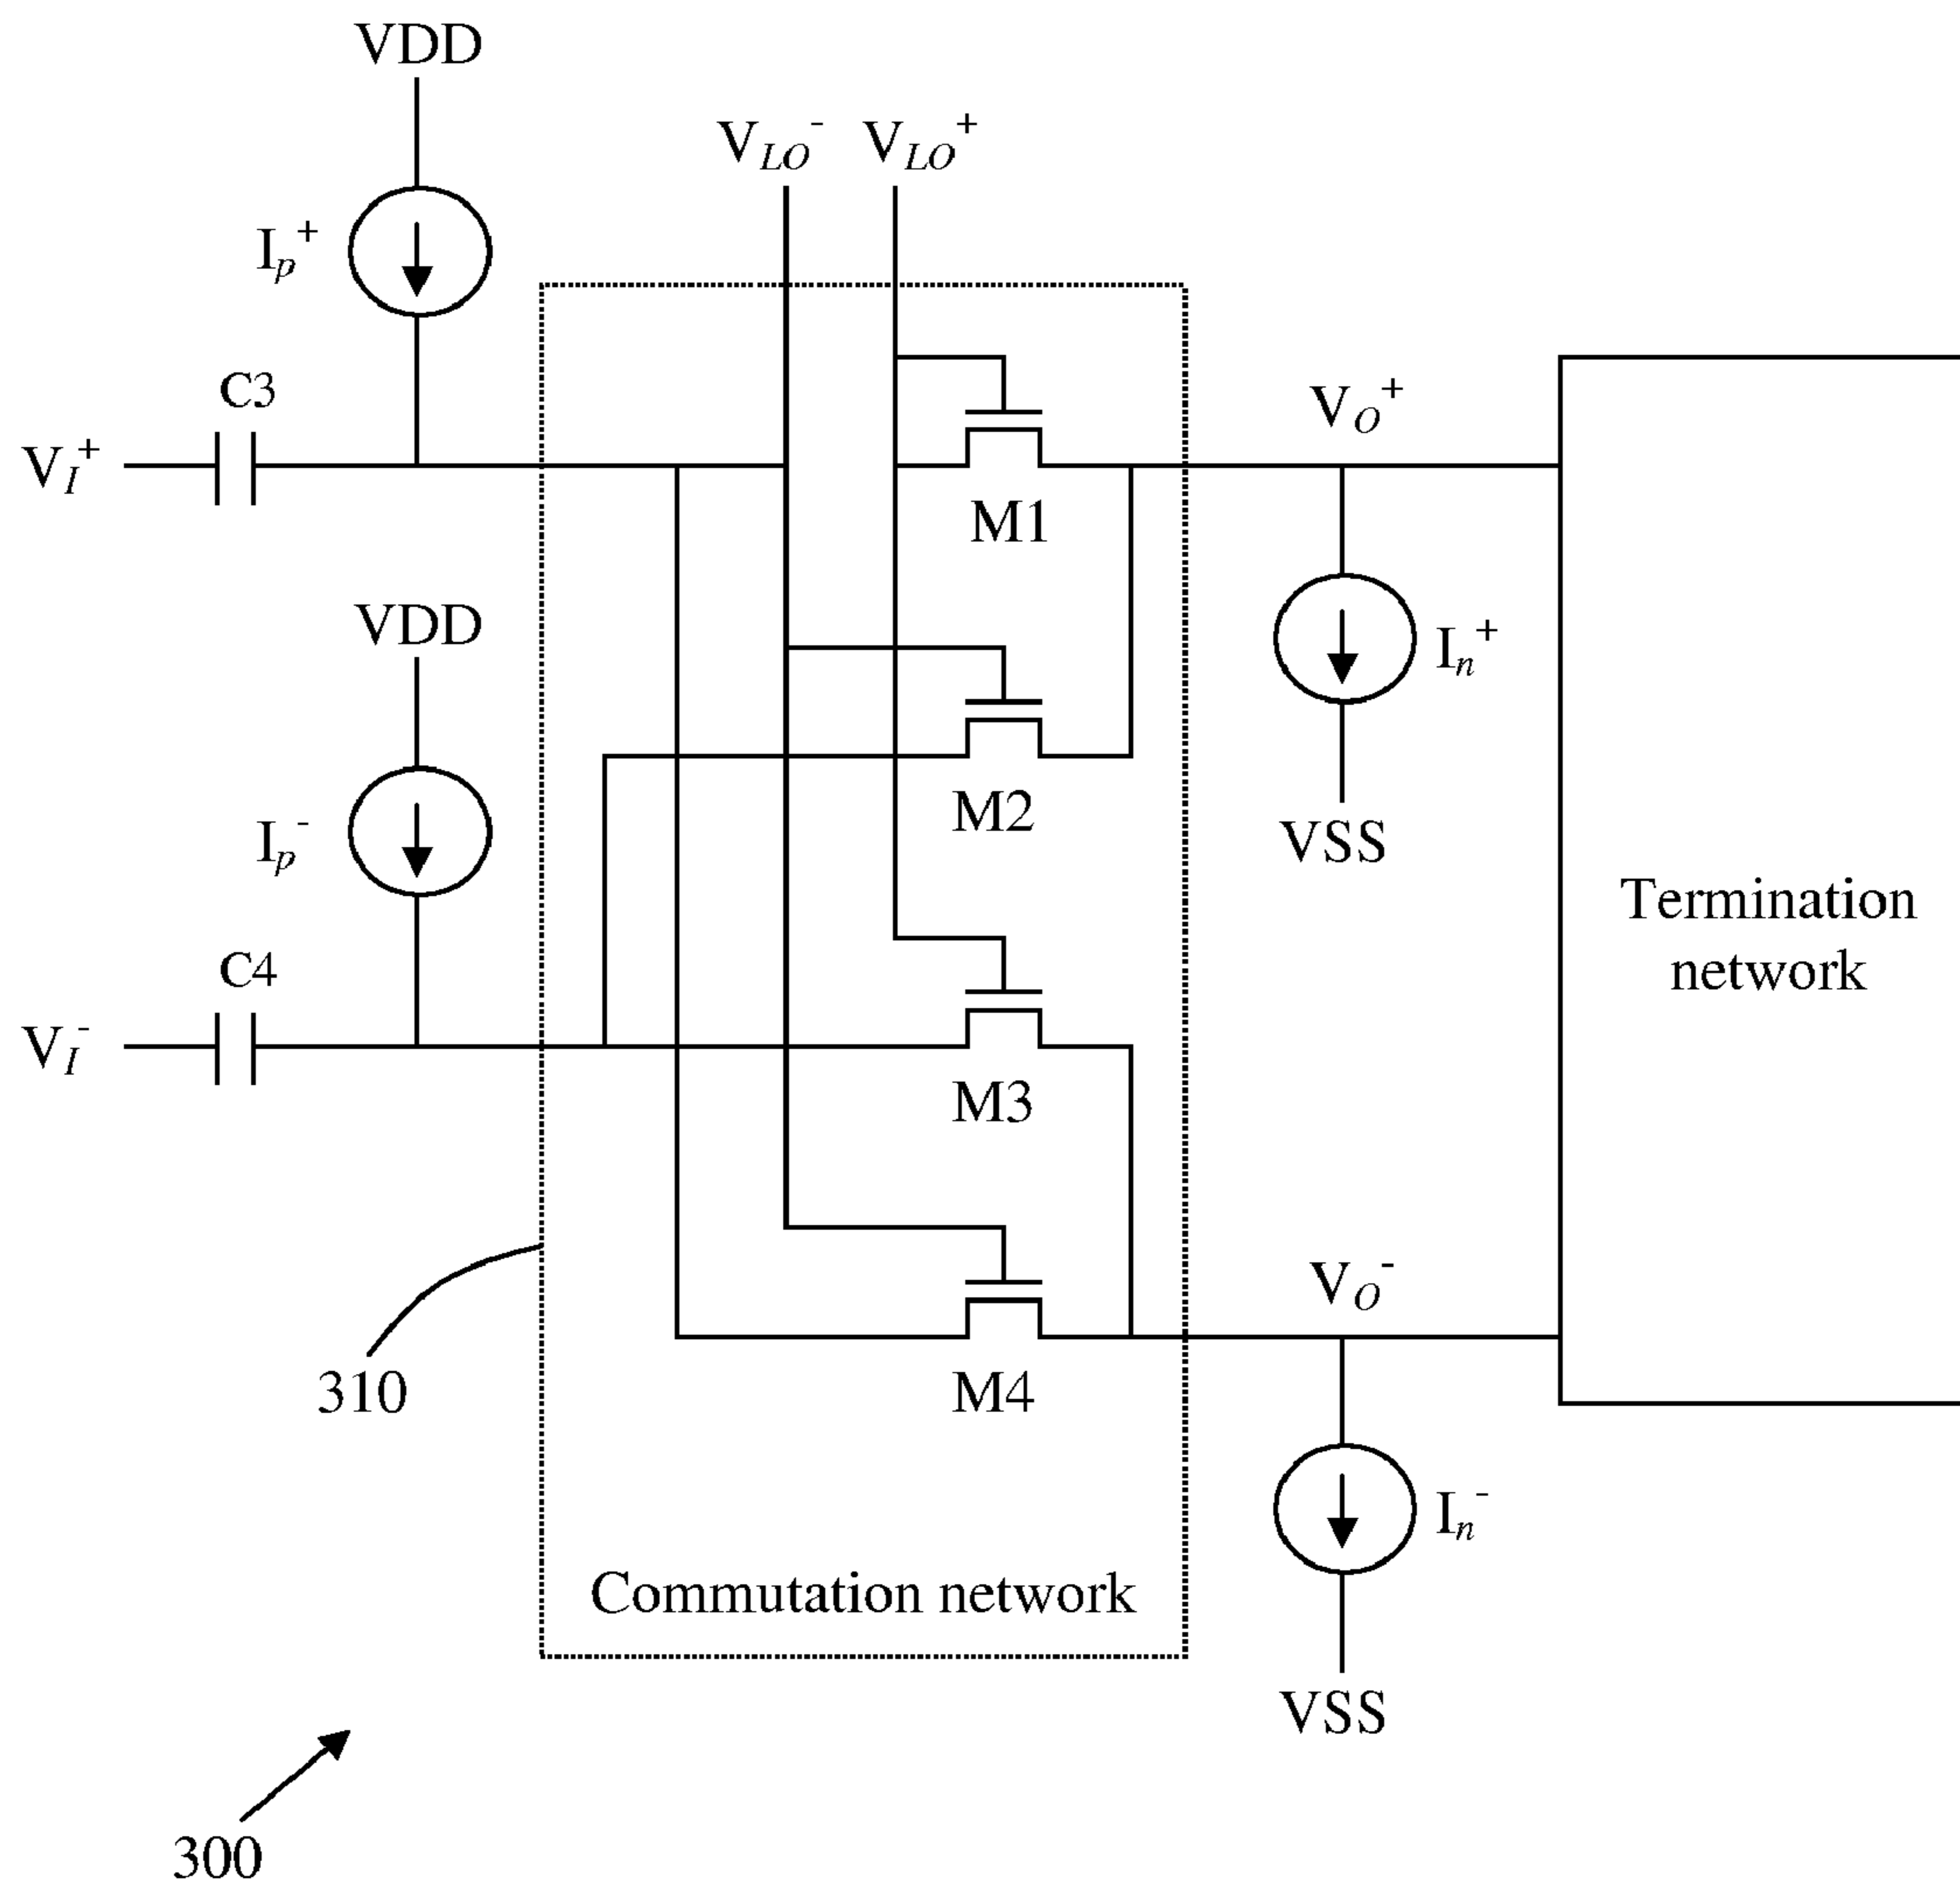 VDD
V_LO^- V_LO^+
I_p^+
C3
V_I^+
V_O^+
M1
VDD
I_n^+
M2
I_p^-
VSS
Termination
network
C4
V_I^-
M3
V_O^-
310
M4
I_n^-
Commutation network
VSS
300